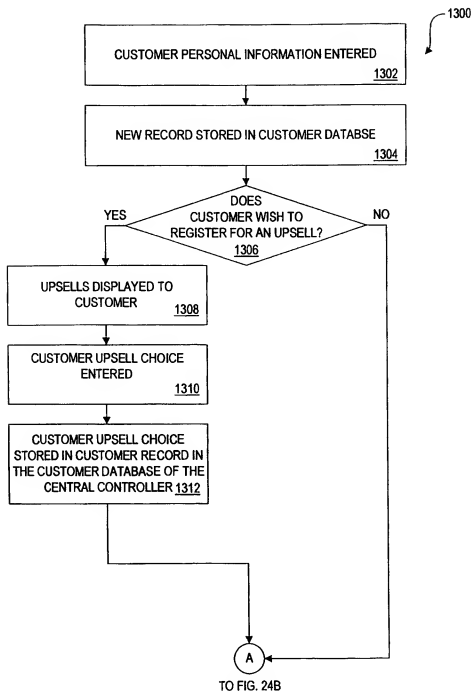 1300
CUSTOMER PERSONAL INFORMATION ENTERED
1302
NEW RECORD STORED IN CUSTOMER DATABSE
1304
DOES
CUSTOMER WISH TO
REGISTER FOR AN UPSELL?
1306
YES
NO
UPSELLS DISPLAYED TO
CUSTOMER
1308
CUSTOMER UPSELL CHOICE
ENTERED
1310
CUSTOMER UPSELL CHOICE
STORED IN CUSTOMER RECORD IN
THE CUSTOMER DATABASE OF THE
CENTRAL CONTROLLER 1312
A
TO FIG. 24B